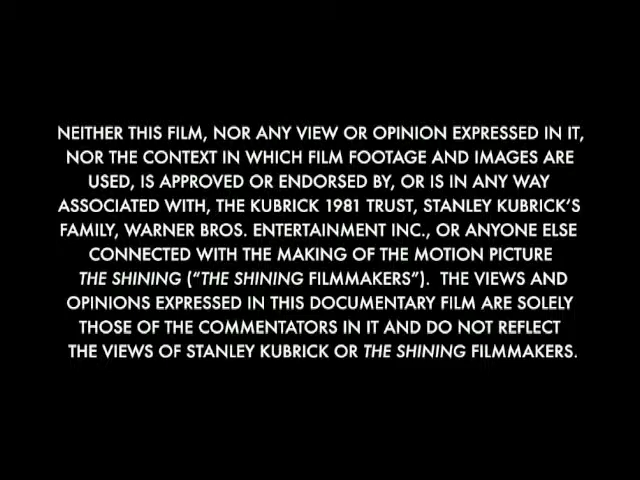 NEITHER THIS FILM, NOR ANY VIEW OR OPINION EXPRESSED IN IT,
NOR THE CONTEXT IN WHICH FILM FOOTAGE AND IMAGES ARE
USED, IS APPROVED OR ENDORSED BY, OR IS IN ANY WAY
ASSOCIATED WITH, THE KUBRICK 1981 TRUST, STANLEY KUBRICK'S
FAMILY, WARNER BROS. ENTERTAINMENT INC., OR ANYONE ELSE
CONNECTED WITH THE MAKING OF THE MOTION PICTURE
THE SHINING ("THE SHINING FILMMAKERS"). THE VIEWS AND
OPINIONS EXPRESSED IN THIS DOCUMENTARY FILM ARE SOLELY
THOSE OF THE COMMENTATORS IN IT AND DO NOT REFLECT
THE VIEWS OF STANLEY KUBRICK OR THE SHINING FILMMAKERS.